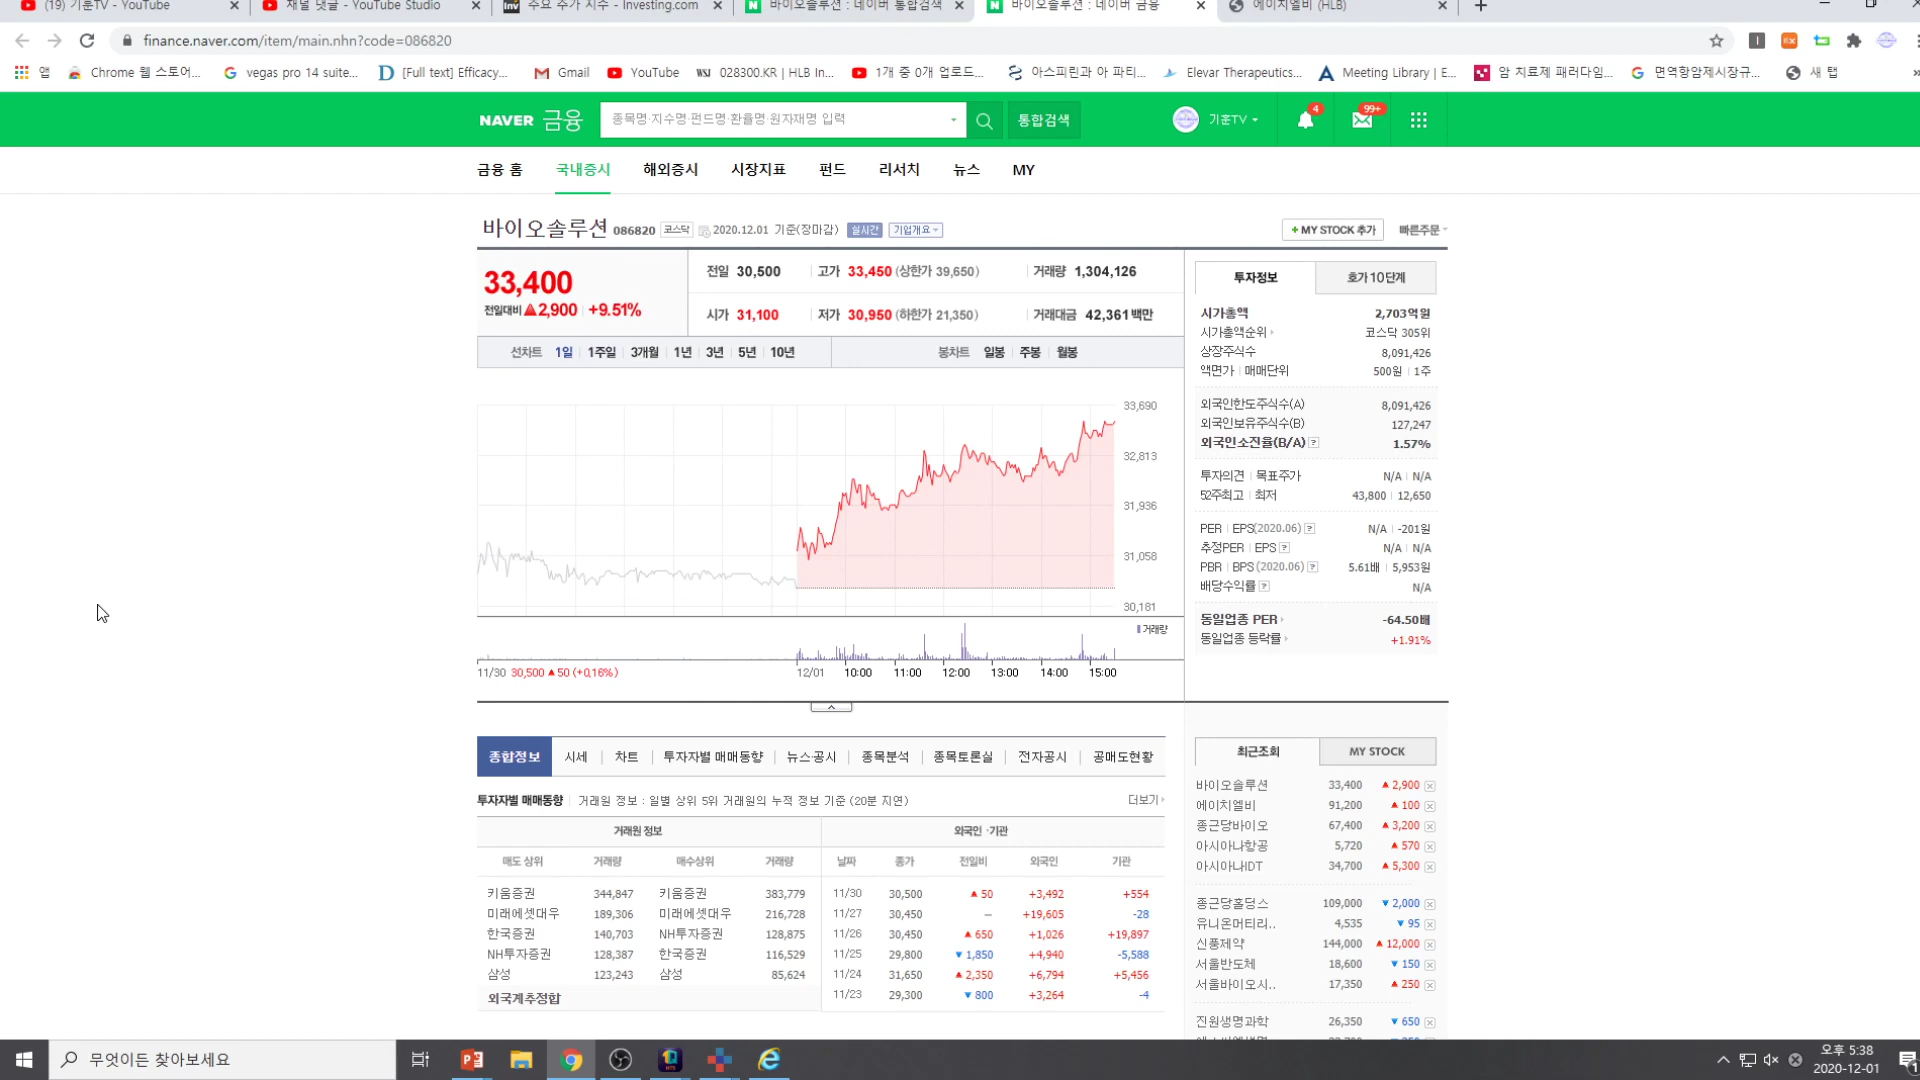 (19) 기훈TV - YouTube
채널 댓글 - YouTube Studio
주요 주가 지수 - Investing.com
바이오솔루션 : 네이버 통합검색
바이오솔루션 : 네이버 금융
에이치엘비 (HLB)
finance.naver.com/item/main.nhn?code=086820
앱
Chrome 웹 스토어...
vegas pro 14 suite...
[Full text] Efficacy...
Gmail
YouTube
028300.KR | HLB In...
1개 중 0개 업로드...
아스피린과 아 파티...
Elevar Therapeutics...
Meeting Library | E...
암 치료제 패러다임...
면역항암제시장규...
새 탭
NAVER 금융
종목명·지수명·펀드명·환율명·원자재명 입력
통합검색
기훈TV
4
99+
금융 홈 국내증시 해외증시 시장지표 펀드 리서치 뉴스 MY
바이오솔루션 086820 코스닥 2020.12.01 기준(장마감) 실시간 기업개요
+ MY STOCK 추가 빠른주문
33,400
전일대비 ▲2,900 +9.51%
전일 30,500 고가 33,450 (상한가 39,650) 거래량 1,304,126
시가 31,100 저가 30,950 (하한가 21,350) 거래대금 42,361백만
선차트 1일 1주일 3개월 1년 3년 5년 10년 봉차트 일봉 주봉 월봉
33,690
32,813
31,936
31,058
30,181
거래량
11/30 30,500 ▲50 (+0,16%)
12/01 10:00 11:00 12:00 13:00 14:00 15:00
투자정보 호가 10단계
시가총액 2,703억원
시가총액순위 코스닥 305위
상장주식수 8,091,426
액면가 | 매매단위 500원 | 1주
외국인한도주식수(A) 8,091,426
외국인보유주식수(B) 127,247
외국인소진율(B/A) ? 1.57%
투자의견 | 목표주가 N/A | N/A
52주최고 | 최저 43,800 | 12,650
PER | EPS(2020.06) ? N/A | -201원
추정PER | EPS ? N/A | N/A
PBR | BPS (2020.06) ? 5.61배 | 5,953원
배당수익률 ? N/A
동일업종 PER -64.50배
동일업종 등락률 +1.91%
종합정보 시세 차트 투자자별 매매동향 뉴스·공시 종목분석 종목토론실 전자공시 공매도현황
투자자별 매매동향 거래원 정보 : 일별 상위 5위 거래원의 누적 정보 기준 (20분 지연) 더보기
거래원 정보 외국인·기관
매도 상위 거래량 매수상위 거래량 날짜 종가 전일비 외국인 기관
키움증권 344,847 키움증권 383,779 11/30 30,500 ▲50 +3,492 +554
미래에셋대우 189,306 미래에셋대우 216,728 11/27 30,450 – +19,605 -28
한국증권 140,703 NH투자증권 128,875 11/26 30,450 ▲650 +1,026 +19,897
NH투자증권 128,387 한국증권 116,529 11/25 29,800 ▼1,850 +4,940 -5,588
삼성 123,243 삼성 85,624 11/24 31,650 ▲2,350 +6,794 +5,456
외국계추정합 11/23 29,300 ▼800 +3,264 -4
최근조회 MY STOCK
바이오솔루션 33,400 ▲2,900
에이치엘비 91,200 ▲100
종근당바이오 67,400 ▲3,200
아시아나항공 5,720 ▲570
아시아나IDT 34,700 ▲5,300
종근당홀딩스 109,000 ▼2,000
유니온머티리.. 4,535 ▼95
신풍제약 144,000 ▲12,000
서울반도체 18,600 ▼150
서울바이오시.. 17,350 ▲250
진원생명과학 26,350 ▼650
무엇이든 찾아보세요
오후 5:38
2020-12-01